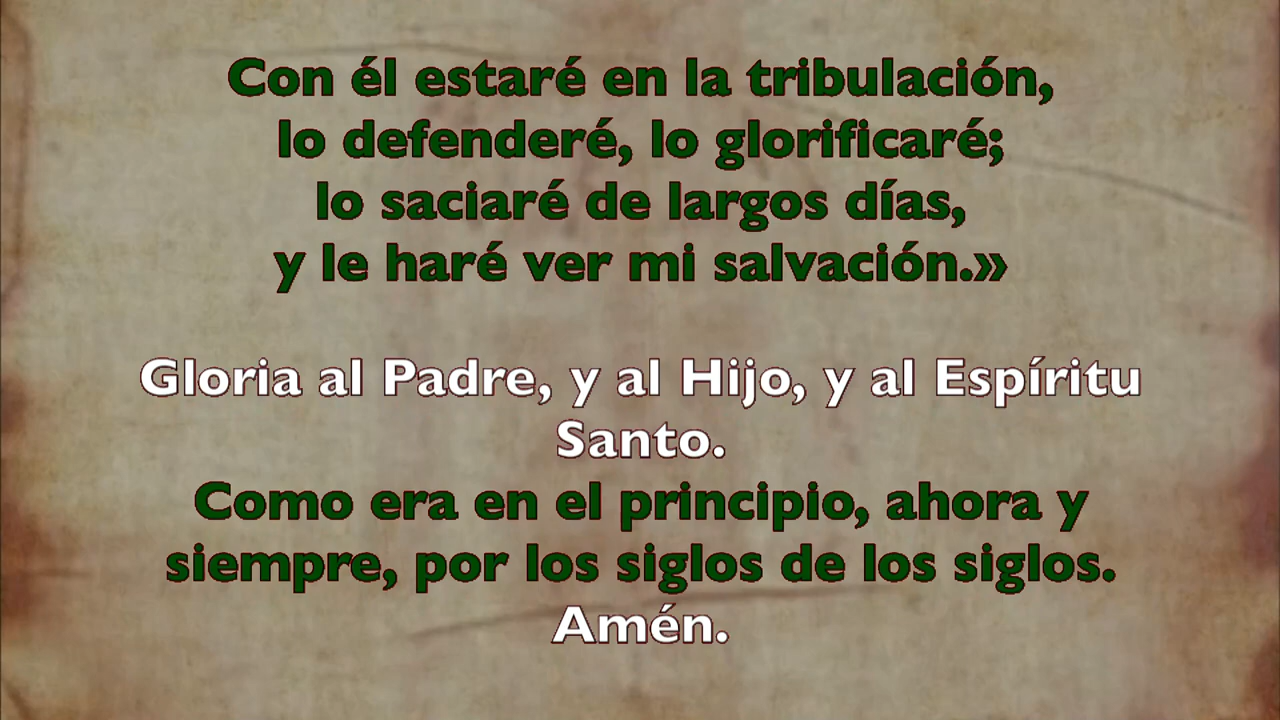 Con él estaré en la tribulación,
lo defenderé, lo glorificaré;
lo saciaré de largos días,
y le haré ver mi salvación.»
Gloria al Padre, y al Hijo, y al Espíritu
Santo.
Como era en el principio, ahora y
siempre, por los siglos de los siglos.
Amén.